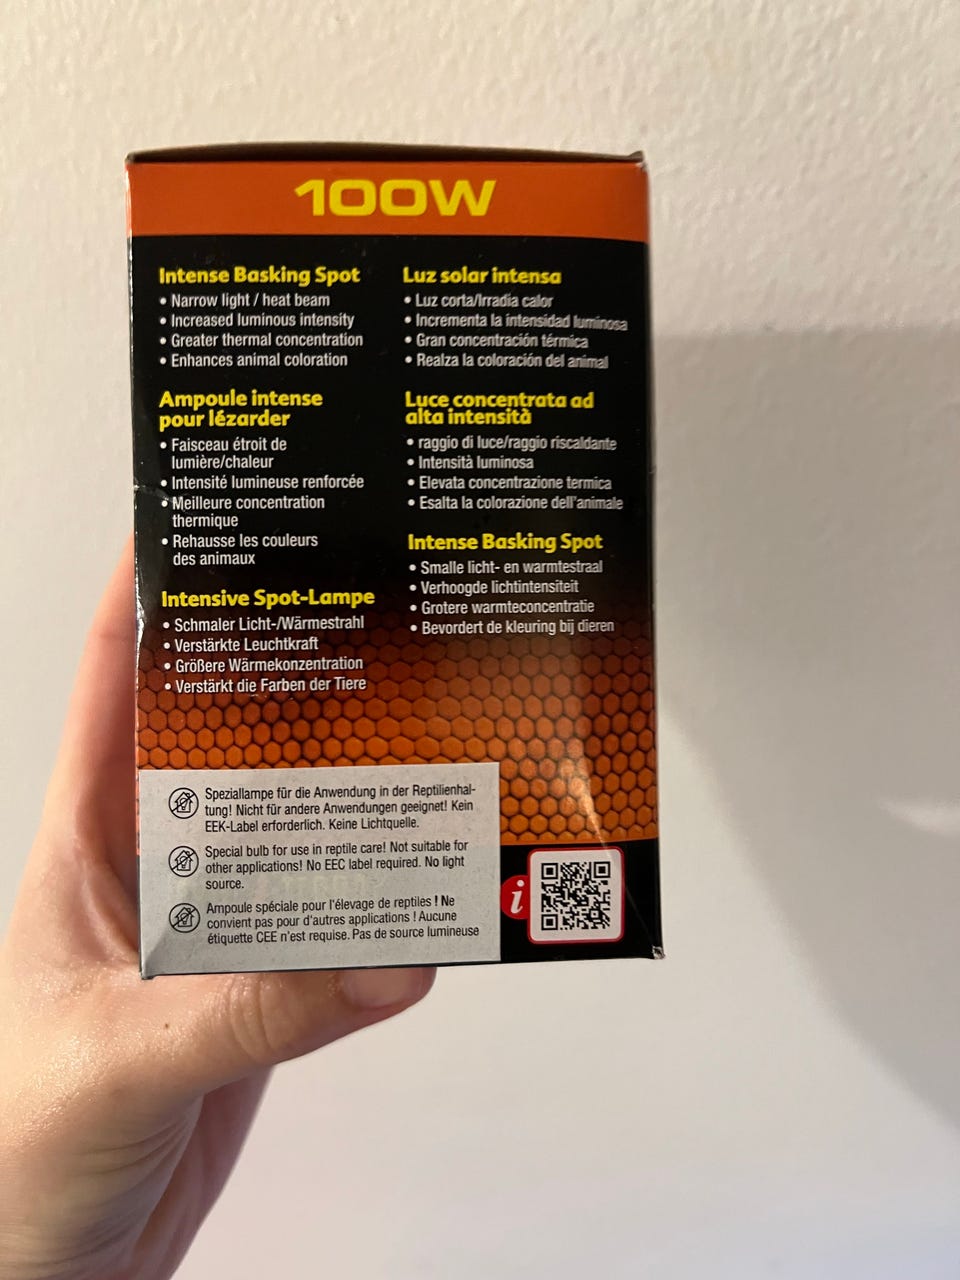 100W
Intense Basking Spot
• Narrow light / heat beam
• Increased luminous intensity
• Greater thermal concentration
• Enhances animal coloration
Ampoule intense
pour lézarder
• Faisceau étroit de
lumière/chaleur
• Intensité lumineuse renforcée
• Meilleure concentration
thermique
• Rehausse les couleurs
des animaux
Intensive Spot-Lampe
• Schmaler Licht-/Wärmestrahl
• Verstärkte Leuchtkraft
• Größere Wärmekonzentration
• Verstärkt die Farben der Tiere
Luz solar intensa
• Luz corta/Irradia calor
• Incrementa la intensidad luminosa
• Gran concentración térmica
• Realza la coloración del animal
Luce concentrata ad
alta intensità
• raggio di luce/raggio riscaldante
• Intensità luminosa
• Elevata concentrazione termica
• Esalta la colorazione dell'animale
Intense Basking Spot
• Smalle licht- en warmtestraal
• Verhoogde lichtintensiteit
• Grotere warmteconcentratie
• Bevordert de kleuring bij dieren
Speziallampe für die Anwendung in der Reptilienhal-
tung! Nicht für andere Anwendungen geeignet! Kein
EEK-Label erforderlich. Keine Lichtquelle.
Special bulb for use in reptile care! Not suitable for
other applications! No EEC label required. No light
source.
Ampoule spéciale pour l'élevage de reptiles ! Ne
convient pas pour d'autres applications ! Aucune
étiquette CEE n'est requise. Pas de source lumineuse
i